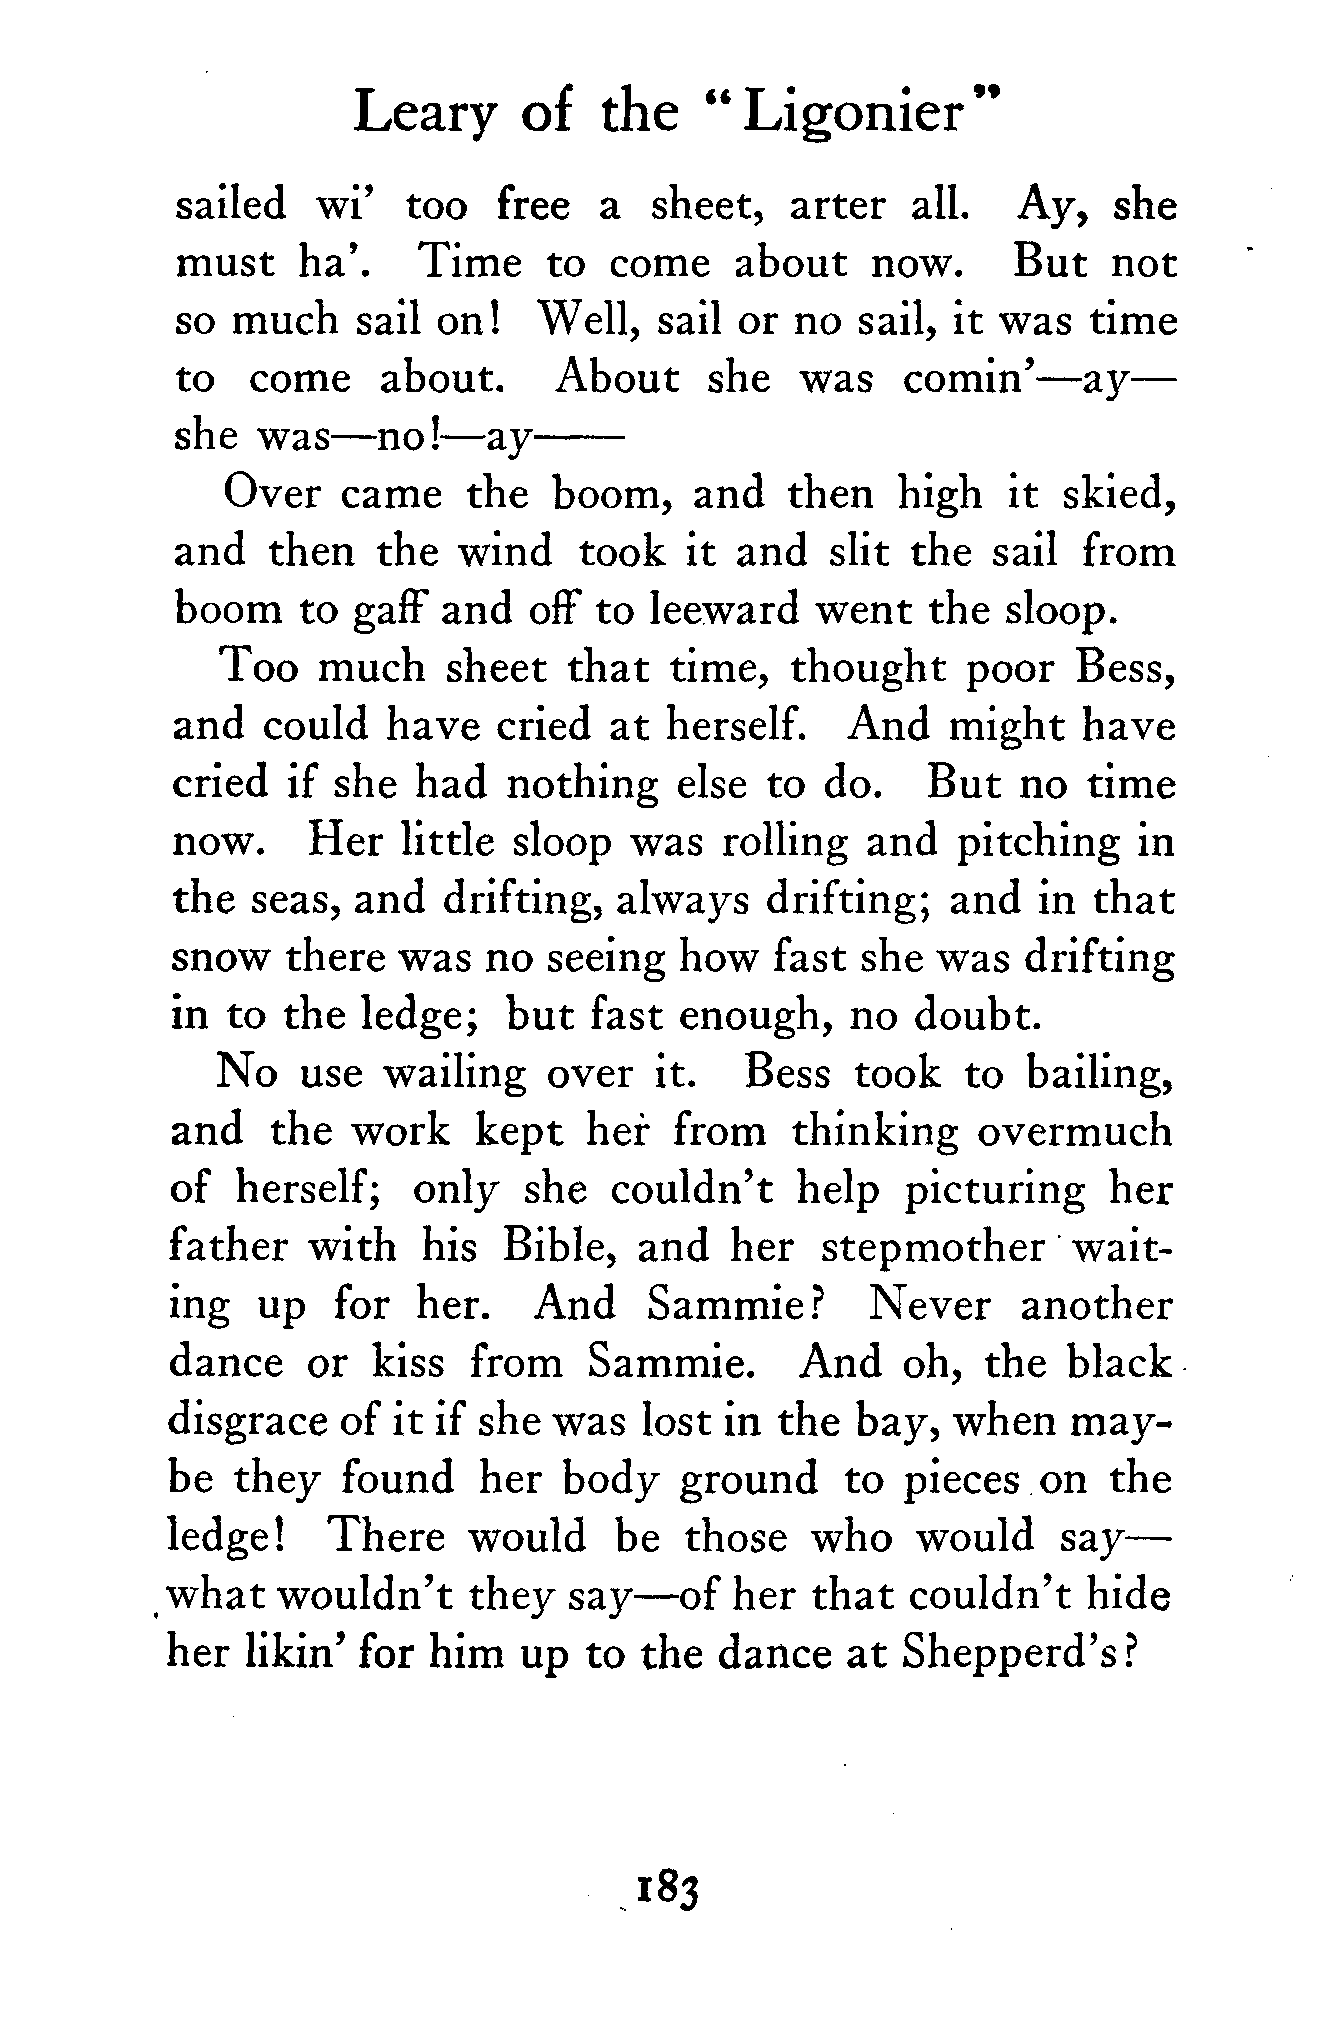 Leary of the "Ligonier"
sailed wi' too free a sheet, arter all. Ay, she
must ha'. Time to come about now. But not
so much sail on! Well, sail or no sail, it was time
to come about. About she was comin'—ay—
she was—no!—ay——
Over came the boom, and then high it skied,
and then the wind took it and slit the sail from
boom to gaff and off to leeward went the sloop.
Too much sheet that time, thought poor Bess,
and could have cried at herself. And might have
cried if she had nothing else to do. But no time
now. Her little sloop was rolling and pitching in
the seas, and drifting, always drifting; and in that
snow there was no seeing how fast she was drifting
in to the ledge; but fast enough, no doubt.
No use wailing over it. Bess took to bailing,
and the work kept her from thinking overmuch
of herself; only she couldn't help picturing her
father with his Bible, and her stepmother wait-
ing up for her. And Sammie? Never another
dance or kiss from Sammie. And oh, the black
disgrace of it if she was lost in the bay, when may-
be they found her body ground to pieces on the
ledge! There would be those who would say—
what wouldn't they say—of her that couldn't hide
her likin' for him up to the dance at Shepperd's?
183